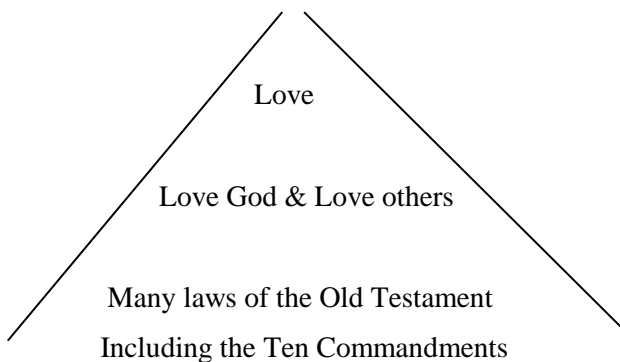 Love
Love God & Love others
Many laws of the Old Testament
Including the Ten Commandments